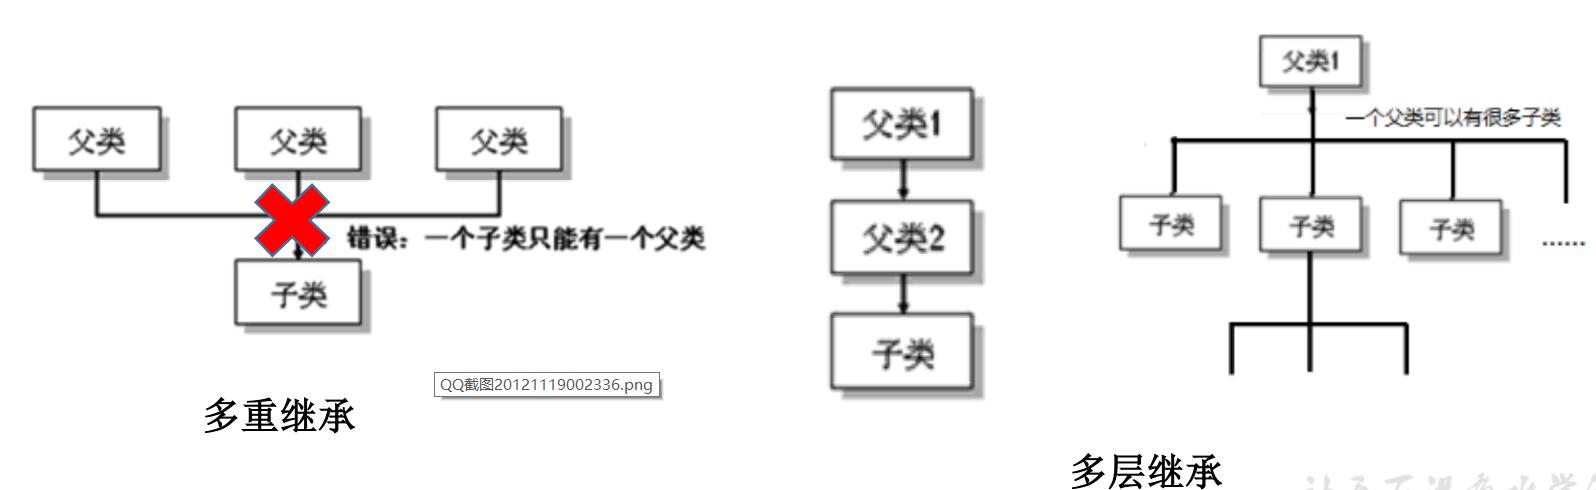 父类
父类
父类
错误：一个子类只能有一个父类
子类
QQ截图20121119002336.png
多重继承
父类1
父类2
子类
父类1
一个父类可以有很多子类
子类
子类
子类
......
多层继承